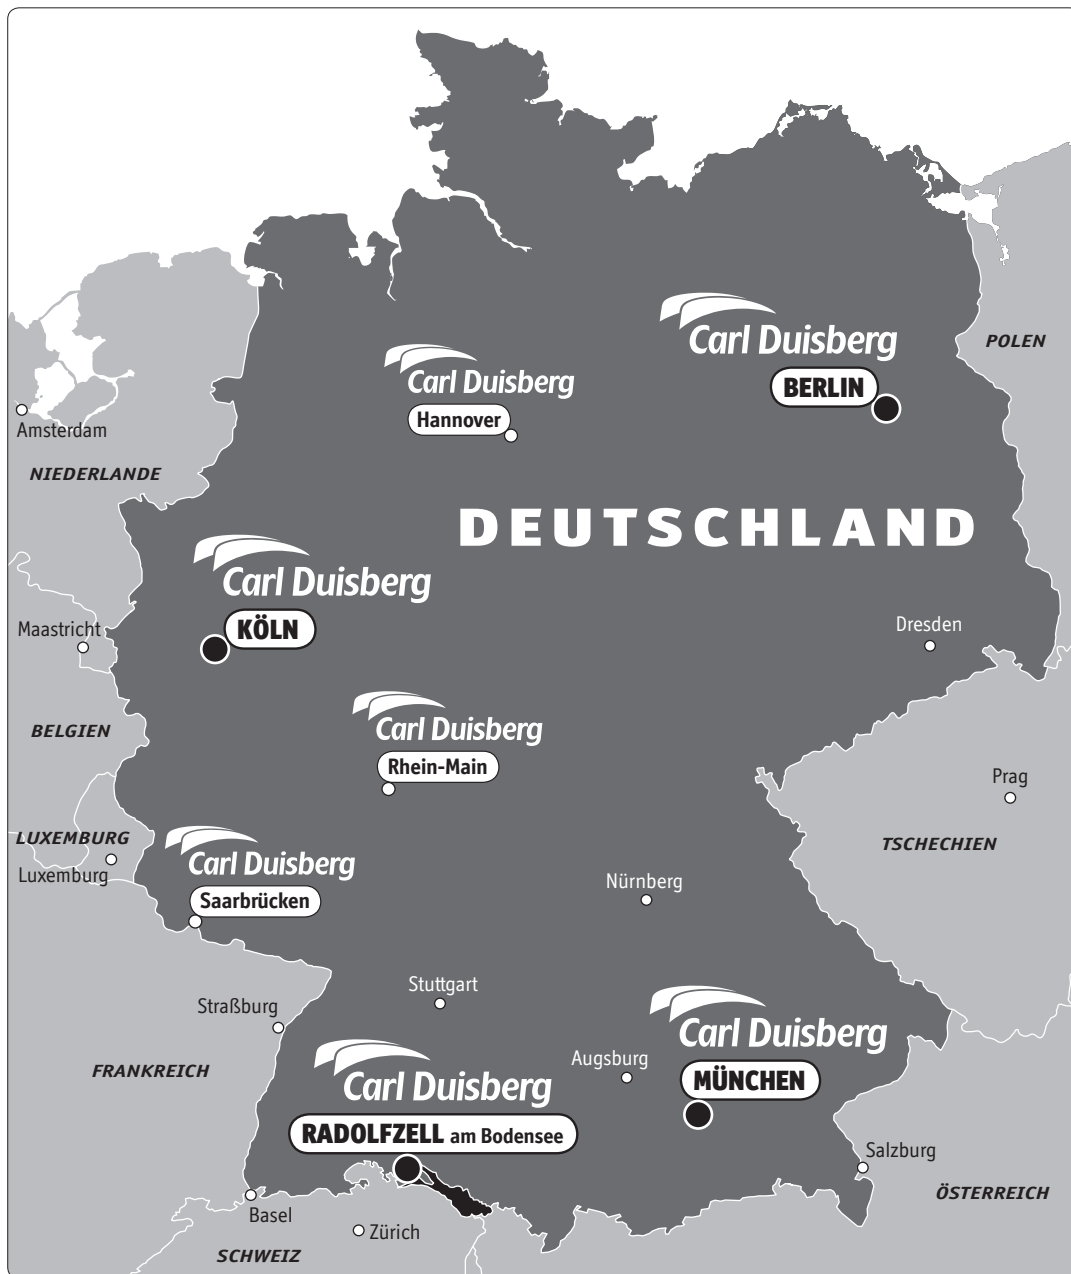 Carl Duisberg
POLEN
Carl Duisberg
BERLIN
Hannover
Amsterdam
NIEDERLANDE
DEUTSCHLAND
Carl Duisberg
KÖLN
Maastricht
Dresden
BELGIEN
Carl Duisberg
Rhein-Main
Prag
LUXEMBURG
TSCHECHIEN
Carl Duisberg
Luxemburg
Nürnberg
Saarbrücken
Stuttgart
Straßburg
Carl Duisberg
Augsburg
FRANKREICH
MÜNCHEN
Carl Duisberg
RADOLFZELL am Bodensee
Salzburg
ÖSTERREICH
Basel
Zürich
SCHWEIZ